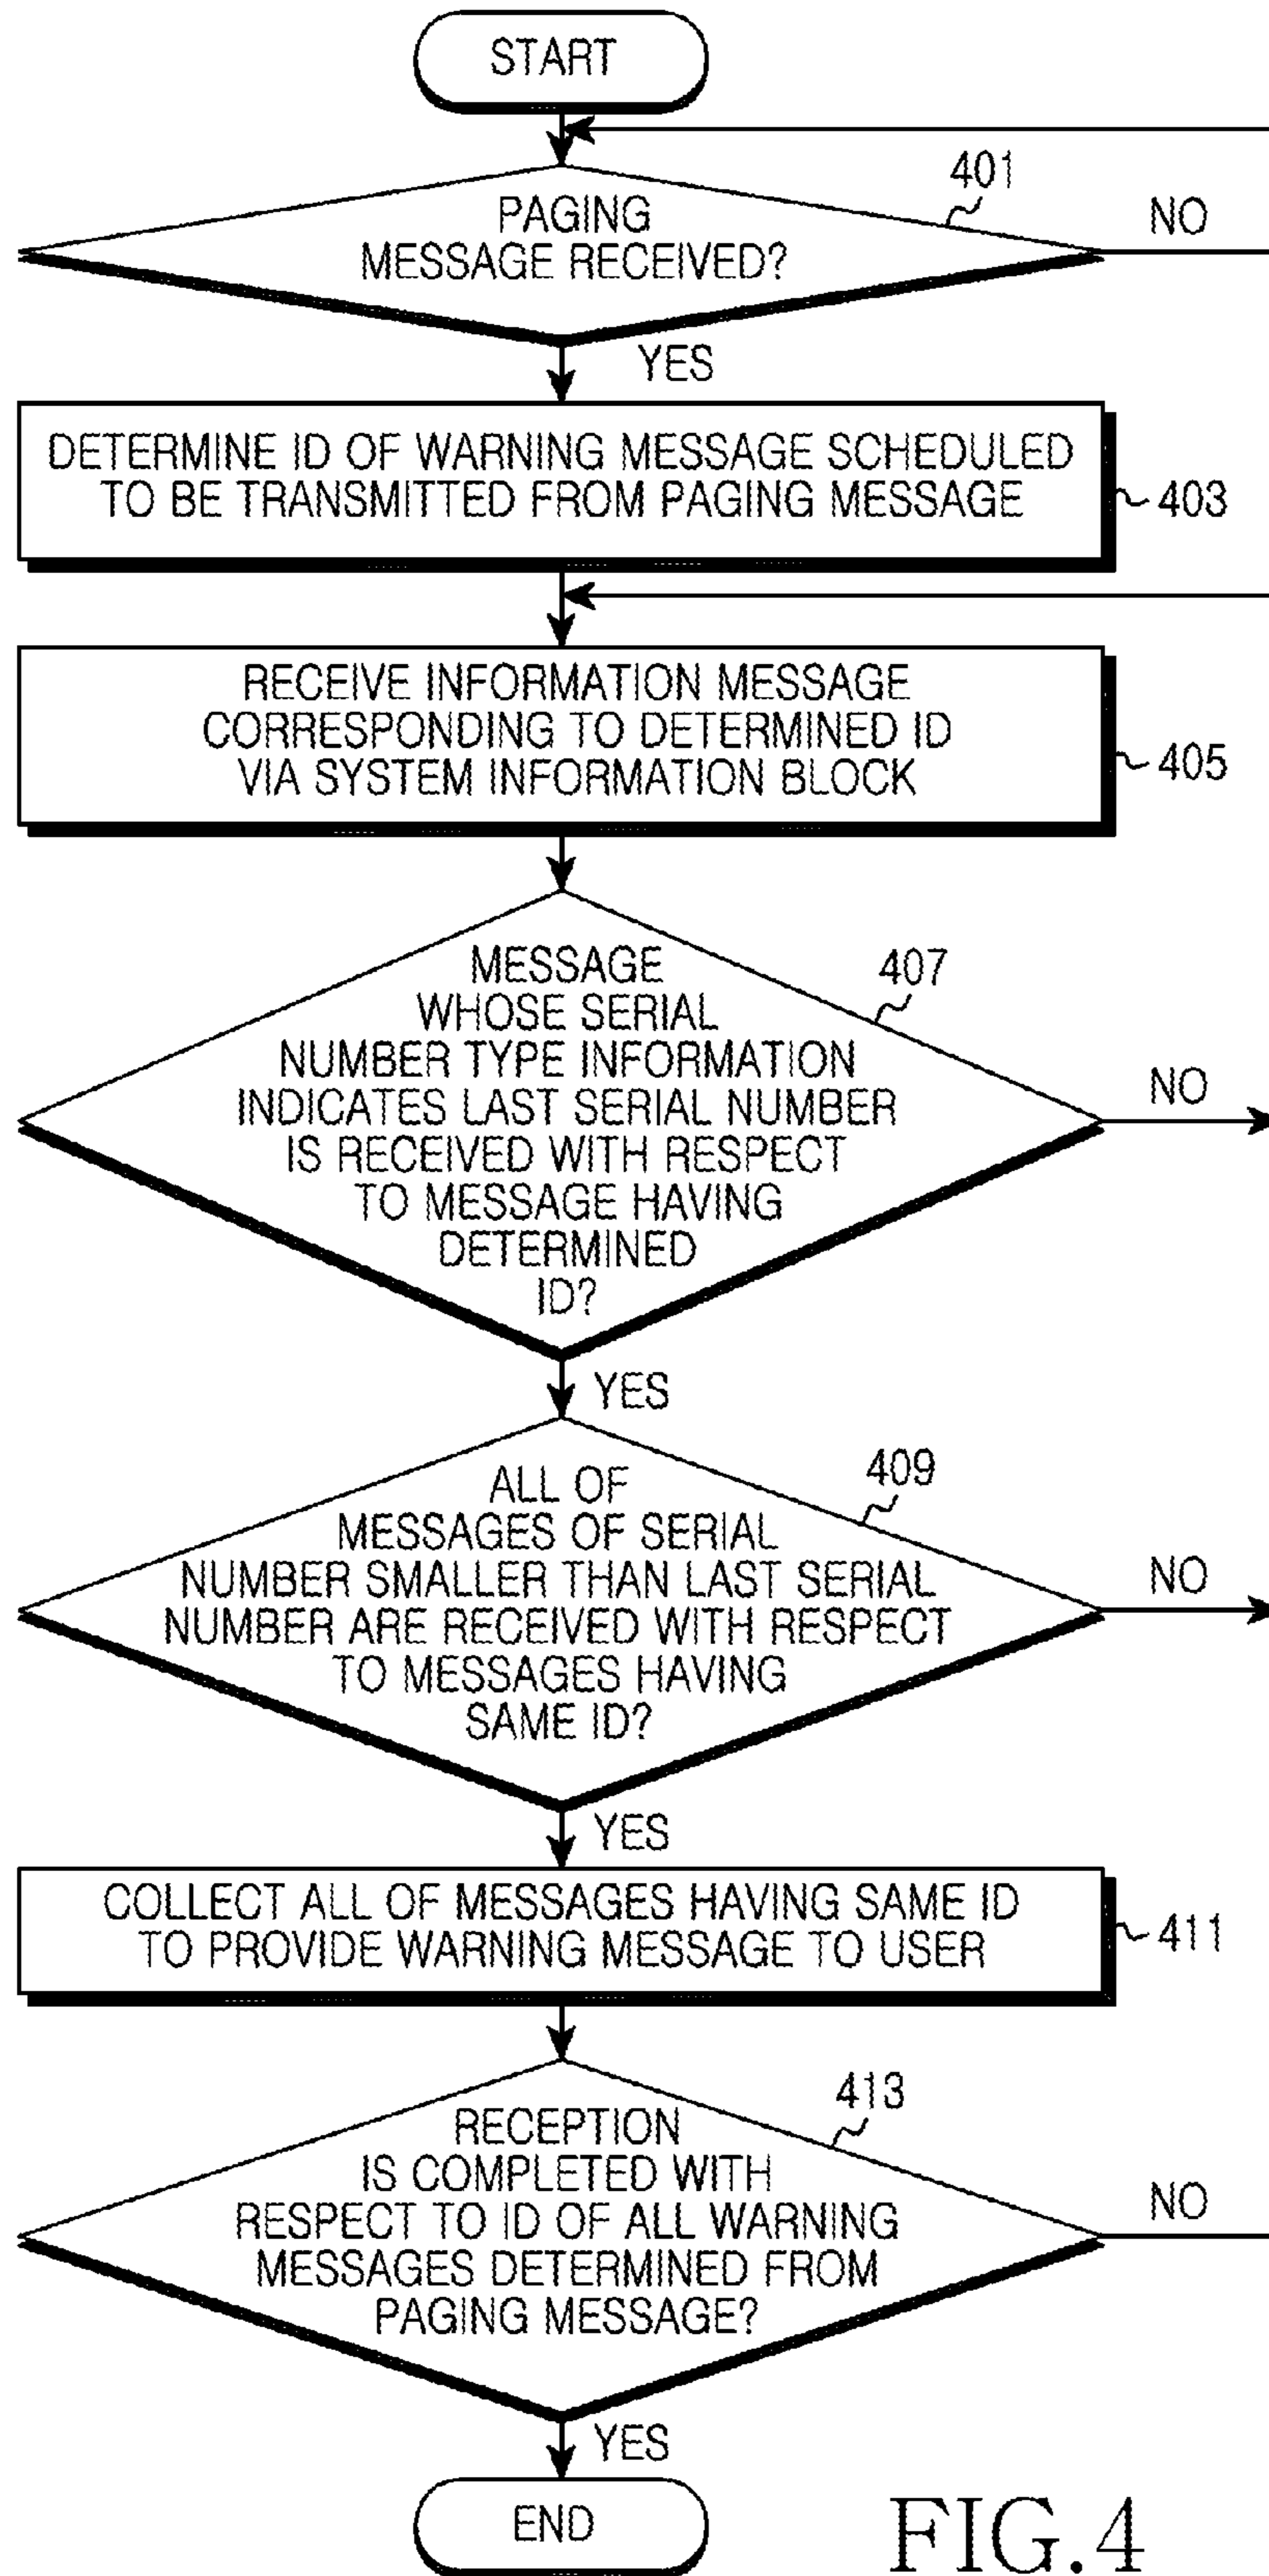 START
401
PAGING
MESSAGE RECEIVED?
NO
YES
DETERMINE ID OF WARNING MESSAGE SCHEDULED
TO BE TRANSMITTED FROM PAGING MESSAGE
403
RECEIVE INFORMATION MESSAGE
CORRESPONDING TO DETERMINED ID
VIA SYSTEM INFORMATION BLOCK
405
407
MESSAGE
WHOSE SERIAL
NUMBER TYPE INFORMATION
INDICATES LAST SERIAL NUMBER
IS RECEIVED WITH RESPECT
TO MESSAGE HAVING
DETERMINED
ID?
NO
YES
409
ALL OF
MESSAGES OF SERIAL
NUMBER SMALLER THAN LAST SERIAL
NUMBER ARE RECEIVED WITH RESPECT
TO MESSAGES HAVING
SAME ID?
NO
YES
COLLECT ALL OF MESSAGES HAVING SAME ID
TO PROVIDE WARNING MESSAGE TO USER
411
413
RECEPTION
IS COMPLETED WITH
RESPECT TO ID OF ALL WARNING
MESSAGES DETERMINED FROM
PAGING MESSAGE?
NO
YES
END
FIG.4